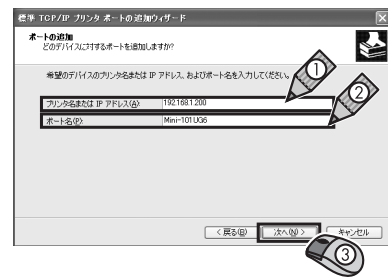 標準 TCP/IP プリンタ ポートの追加ウィザード
ポートの追加
どのデバイスに対するポートを追加しますか?
希望のデバイスのプリンタ名または IP アドレス、およびポート名を入力してください。
①
プリンタ名または IP アドレス(A): 192.168.1.200
②
ポート名(P): Mini-101UG6
< 戻る(B) 次へ(N) > キャンセル
③